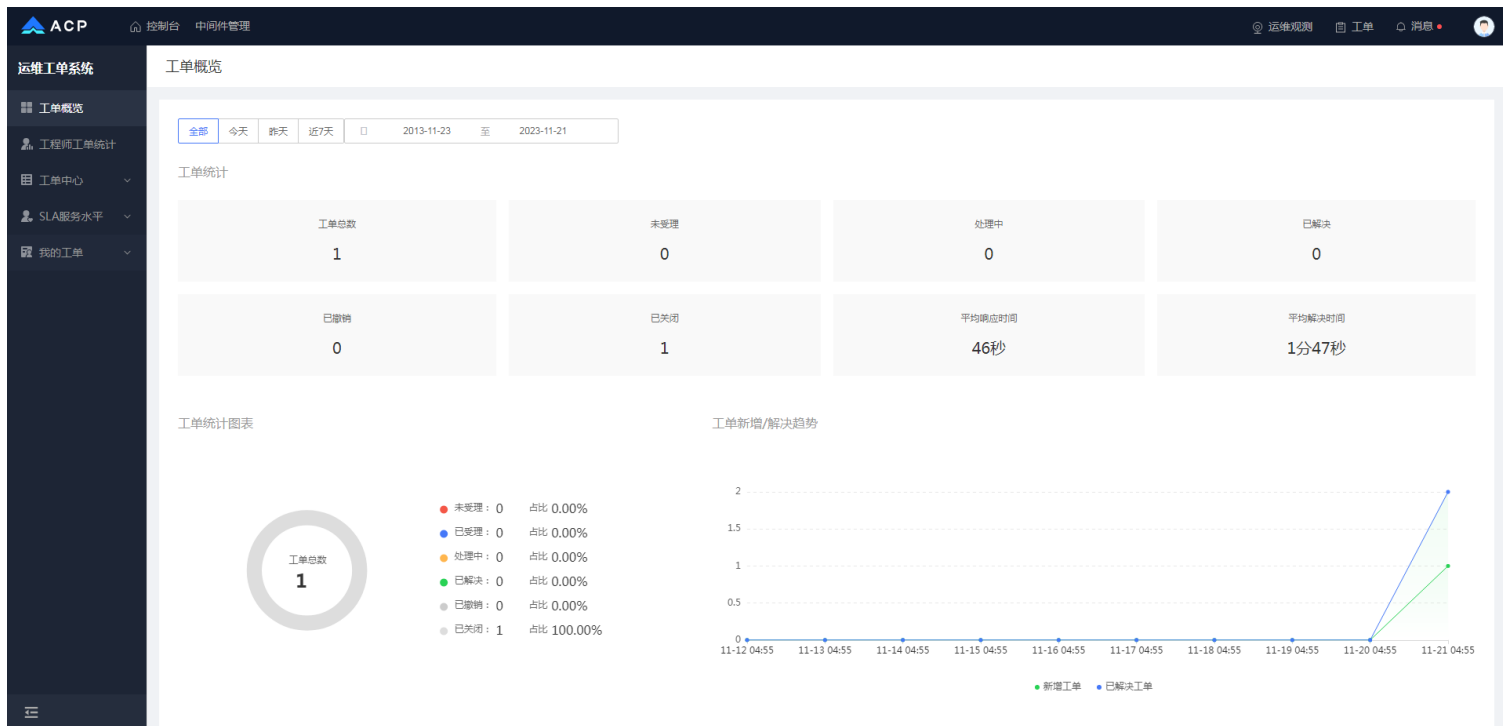 ACP 控制台 中间件管理 运维观测 工单 消息
运维工单系统
工单概览
工程师工单统计
工单中心
SLA服务水平
我的工单
工单概览
全部 今天 昨天 近7天 2013-11-23 至 2023-11-21
工单统计
工单总数 未受理 处理中 已解决
1 0 0 0
已撤销 已关闭 平均响应时间 平均解决时间
0 1 46秒 1分47秒
工单统计图表
工单总数
1
未受理： 0 占比 0.00%
已受理： 0 占比 0.00%
处理中： 0 占比 0.00%
已解决： 0 占比 0.00%
已撤销： 0 占比 0.00%
已关闭： 1 占比 100.00%
工单新增/解决趋势
2
1.5
1
0.5
0
11-12 04:55 11-13 04:55 11-14 04:55 11-15 04:55 11-16 04:55 11-17 04:55 11-18 04:55 11-19 04:55 11-20 04:55 11-21 04:55
新增工单 已解决工单